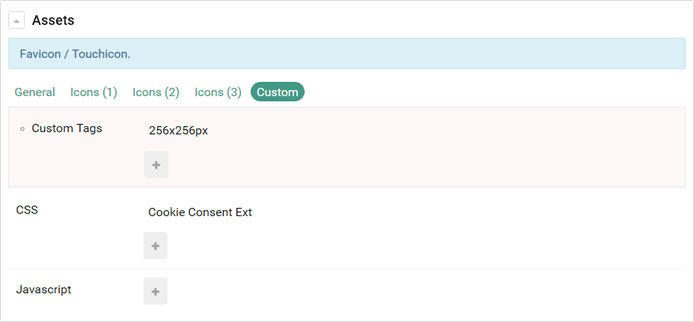 Assets
Favicon / Touchicon.
General Icons (1) Icons (2) Icons (3) Custom
Custom Tags 256x256px
+
CSS Cookie Consent Ext
+
Javascript +